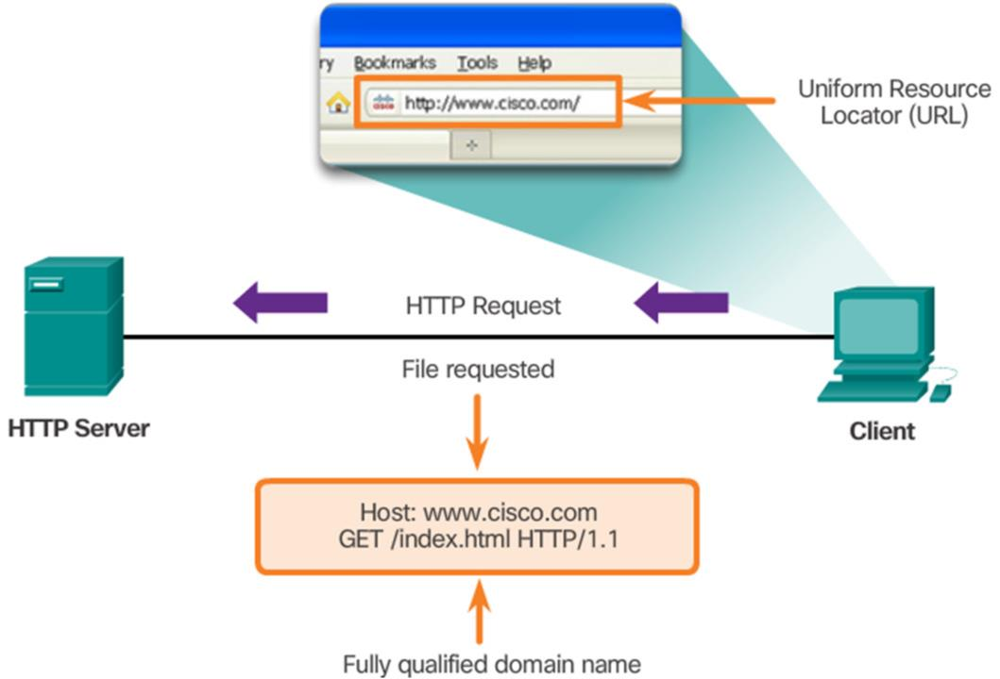 ry Bookmarks Tools Help
cisco http://www.cisco.com/
Uniform Resource
Locator (URL)
HTTP Request
File requested
HTTP Server
Client
Host: www.cisco.com
GET /index.html HTTP/1.1
Fully qualified domain name